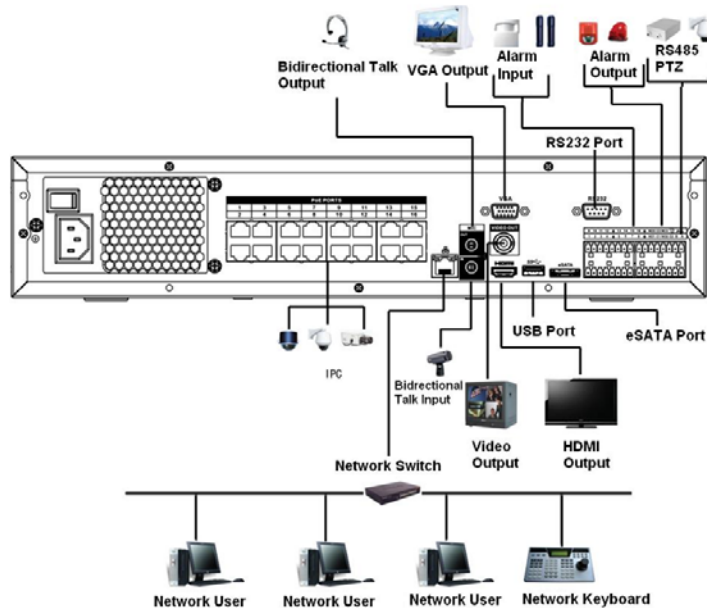 Bidirectional Talk
Output
VGA Output
Alarm
Input
Alarm
Output
RS485
PTZ
RS232 Port
PoE PORTS
1 3 5 7 9 11 13 15
2 4 6 8 10 12 14 16
VGA
RS232
VIDEO OUT
HDMI
eSATA
USB Port
eSATA Port
IPC
Bidrectional
Talk Input
Video
Output
HDMI
Output
Network Switch
Network User
Network User
Network User
Network Keyboard